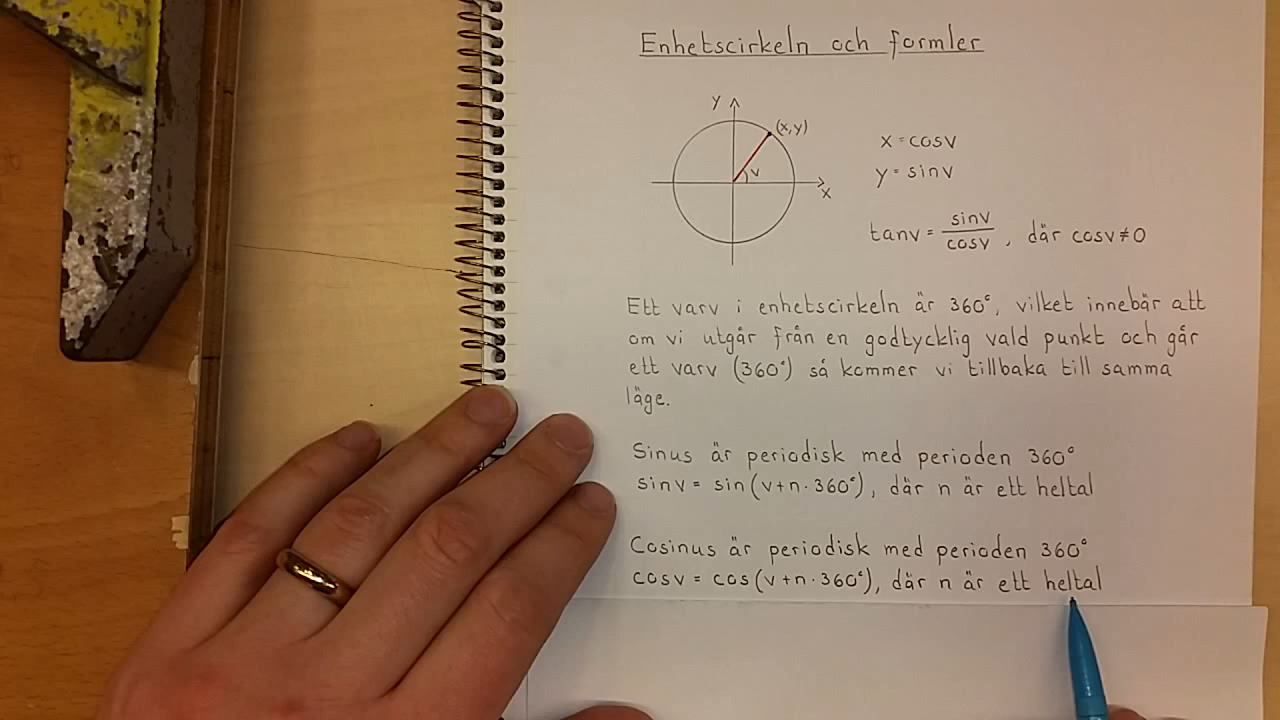 Enhetscirkeln och formler
y
(x,y)
v
x
x = cosv
y = sinv
tanv = sinv/cosv , där cosv≠0
Ett varv i enhetscirkeln är 360°, vilket innebär att
om vi utgår från en godtycklig vald punkt och går
ett varv (360°) så kommer vi tillbaka till samma
läge.
Sinus är periodisk med perioden 360°
sinv = sin(v+n·360°), där n är ett heltal
Cosinus är periodisk med perioden 360°
cosv = cos(v+n·360°), där n är ett heltal